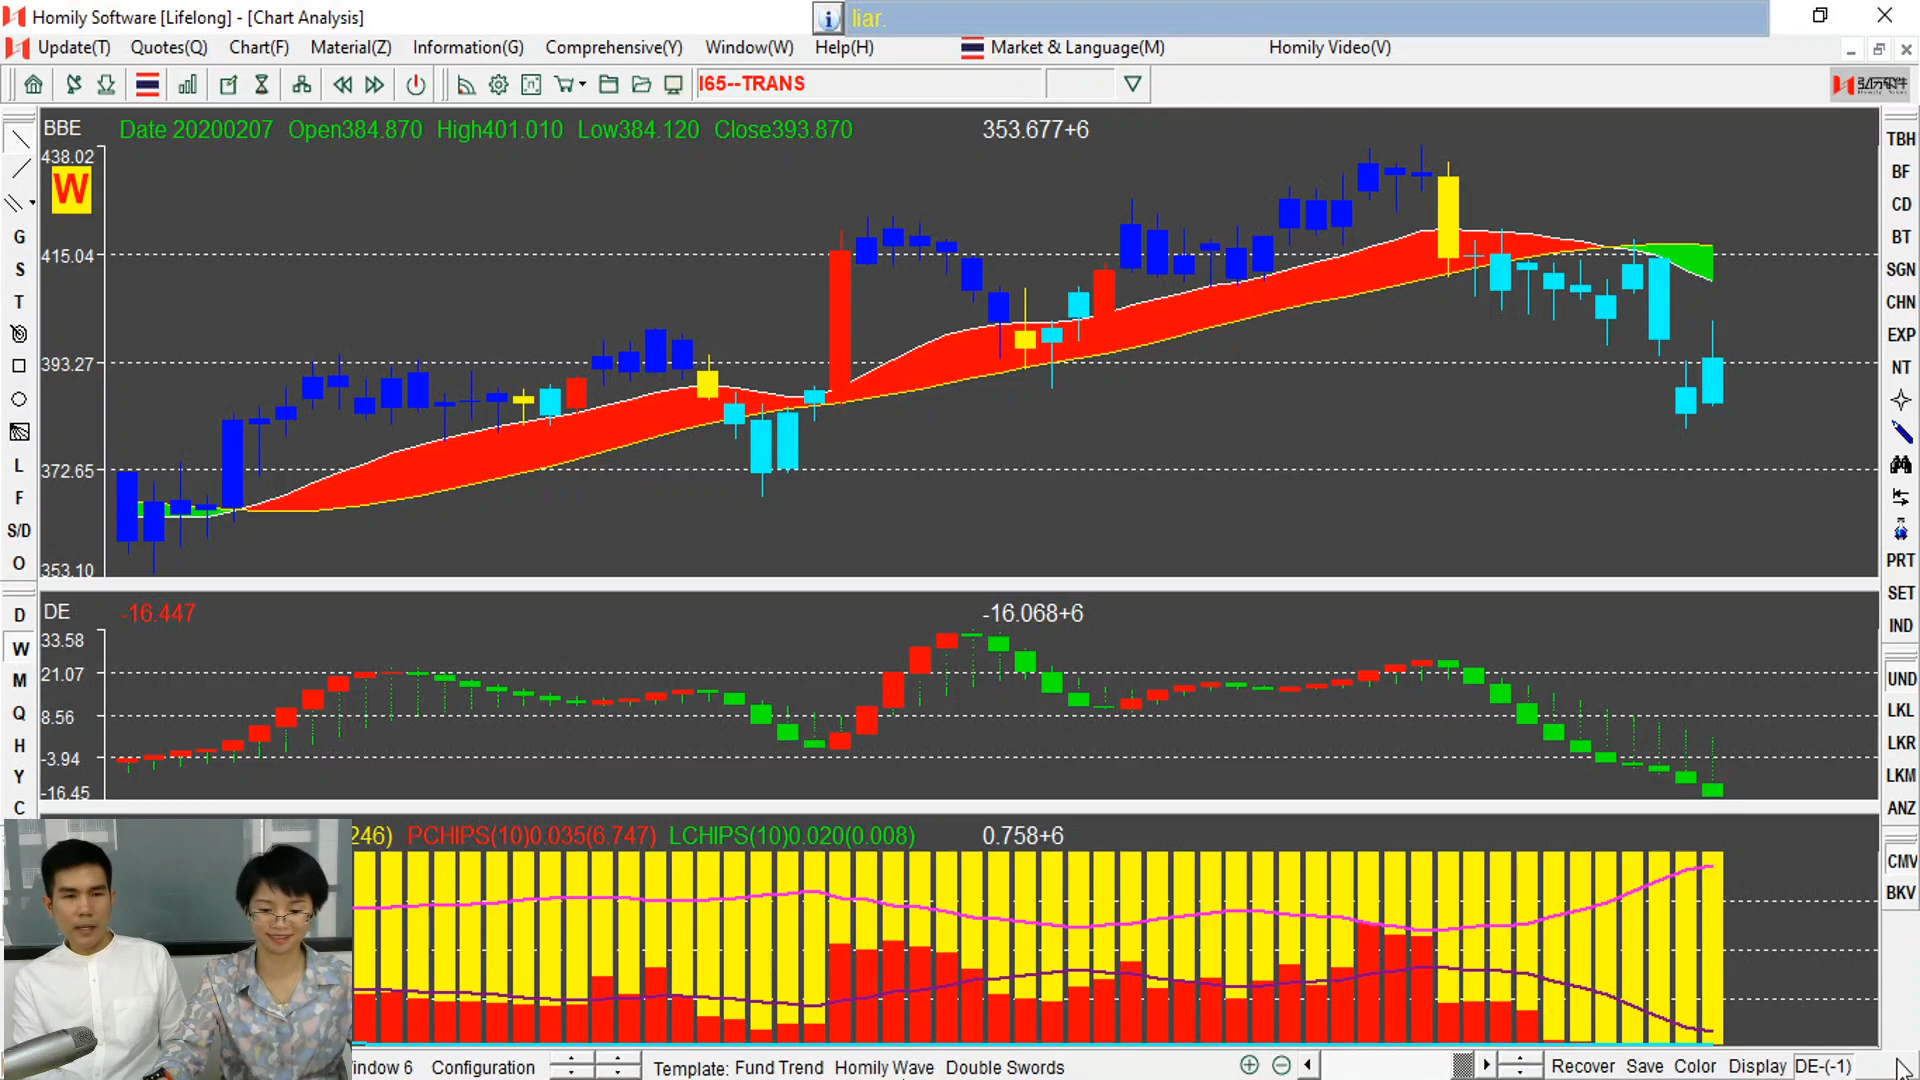 Homily Software [Lifelong] - [Chart Analysis]
liar.
Update(T) Quotes(Q) Chart(F) Material(Z) Information(G) Comprehensive(Y) Window(W) Help(H) Market & Language(M) Homily Video(V)
I65--TRANS
BBE Date 20200207 Open384.870 High401.010 Low384.120 Close393.870 353.677+6
438.02
W
415.04
393.27
372.65
353.10
DE -16.447 -16.068+6
33.58
21.07
8.56
-3.94
-16.45
246) PCHIPS(10)0.035(6.747) LCHIPS(10)0.020(0.008) 0.758+6
G
S
T
L
F
S/D
O
D
W
M
Q
H
Y
C
TBH
BF
CD
BT
SGN
CHN
EXP
NT
PRT
SET
IND
UND
LKL
LKR
LKM
ANZ
CMV
BKV
indow 6 Configuration Template: Fund Trend Homily Wave Double Swords Recover Save Color Display DE-(-1)